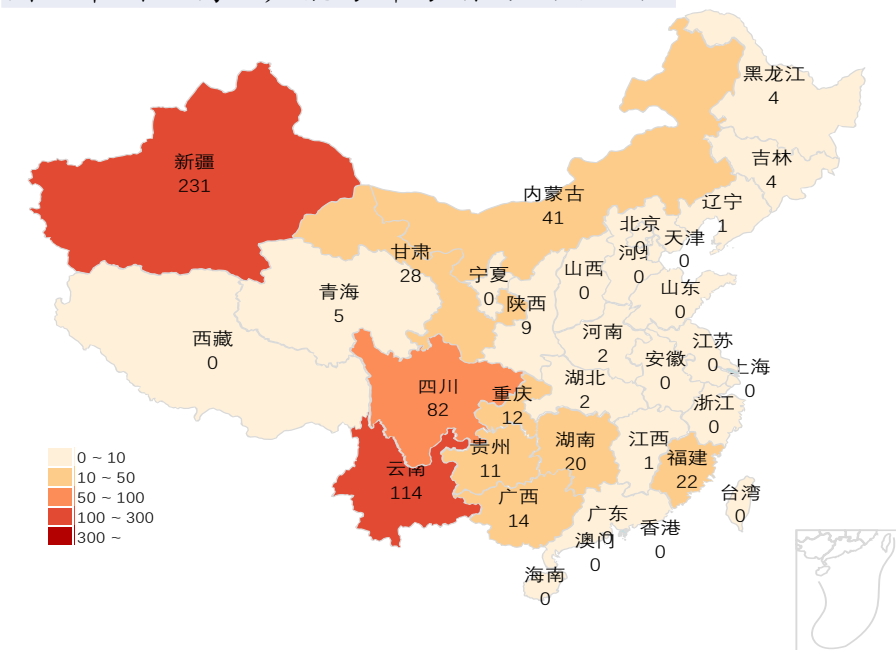 黑龙江
4
吉林
4
新疆
231
辽宁
1
内蒙古
41
北京
0
天津
0
甘肃
28
0
宁夏
0
山西
0
青海
5
陕西
9
山东
0
河南
2
西藏
0
江苏
0
安徽
0
上海
0
四川
82
湖北
2
重庆
12
浙江
0
湖南
20
江西
1
贵州
11
福建
22
云南
114
广西
14
台湾
0
广东
0
香港
0
澳门
0
海南
0
0 ~ 10
10 ~ 50
50 ~ 100
100 ~ 300
300 ~